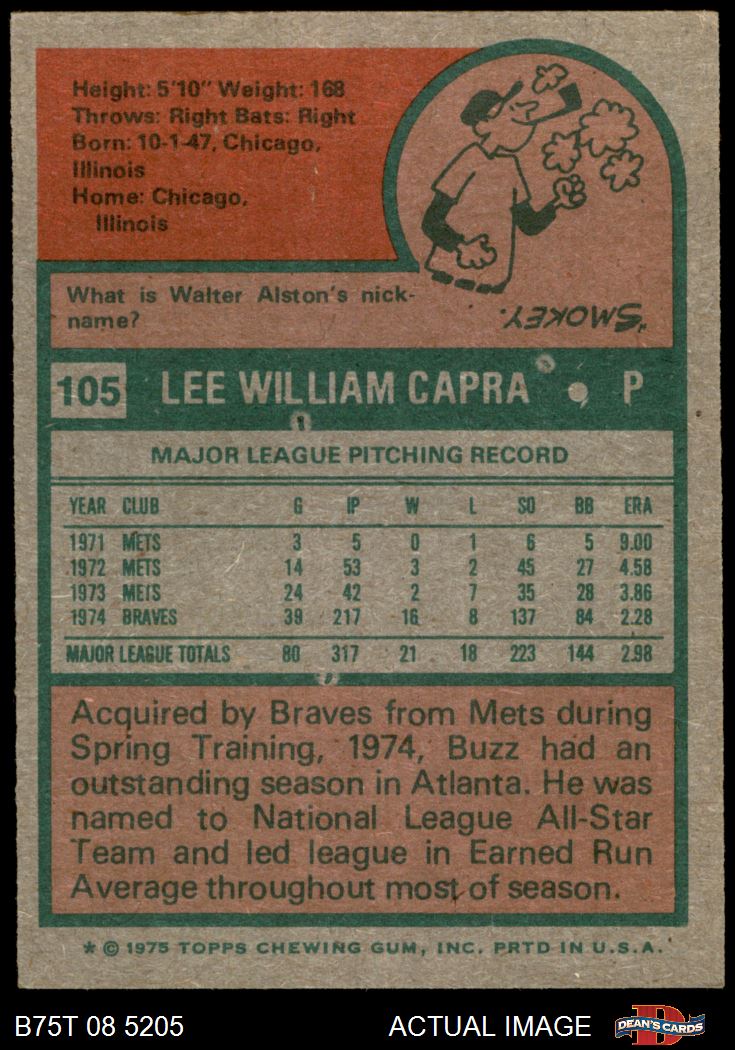 Height: 5'10" Weight: 168
Throws: Right Bats: Right
Born: 10-1-47, Chicago,
Illinois
Home: Chicago,
Illinois
What is Walter Alston's nick-
name?
"SMOKEY.
105 LEE WILLIAM CAPRA • P
MAJOR LEAGUE PITCHING RECORD
YEAR CLUB G IP W L SO BB ERA
1971 METS 3 5 0 1 6 5 9.00
1972 METS 14 53 3 2 45 27 4.58
1973 METS 24 42 2 7 35 28 3.86
1974 BRAVES 39 217 16 8 137 84 2.28
MAJOR LEAGUE TOTALS 80 317 21 18 223 144 2.98
Acquired by Braves from Mets during
Spring Training, 1974, Buzz had an
outstanding season in Atlanta. He was
named to National League All-Star
Team and led league in Earned Run
Average throughout most of season.
* © 1975 TOPPS CHEWING GUM, INC. PRTD IN U.S.A.
B75T 08 5205 ACTUAL IMAGE DEAN'S CARDS